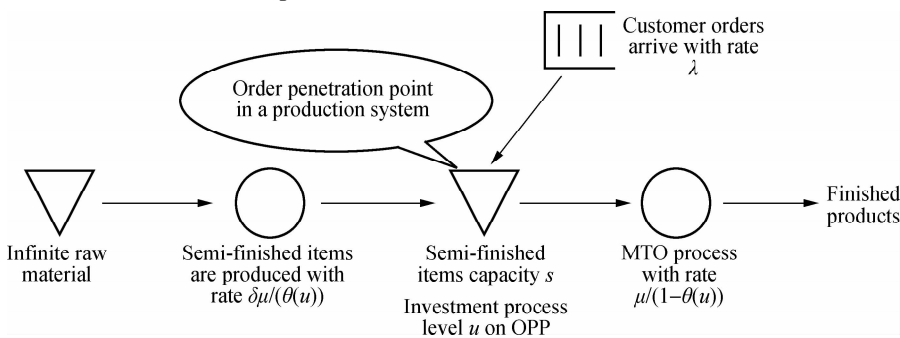 Customer orders
arrive with rate
λ
Order penetration point
in a production system
Infinite raw
material
Semi-finished items
are produced with
rate δμ/(θ(u))
Semi-finished
items capacity s
Investment process
level u on OPP
MTO process
with rate
μ/(1−θ(u))
Finished
products